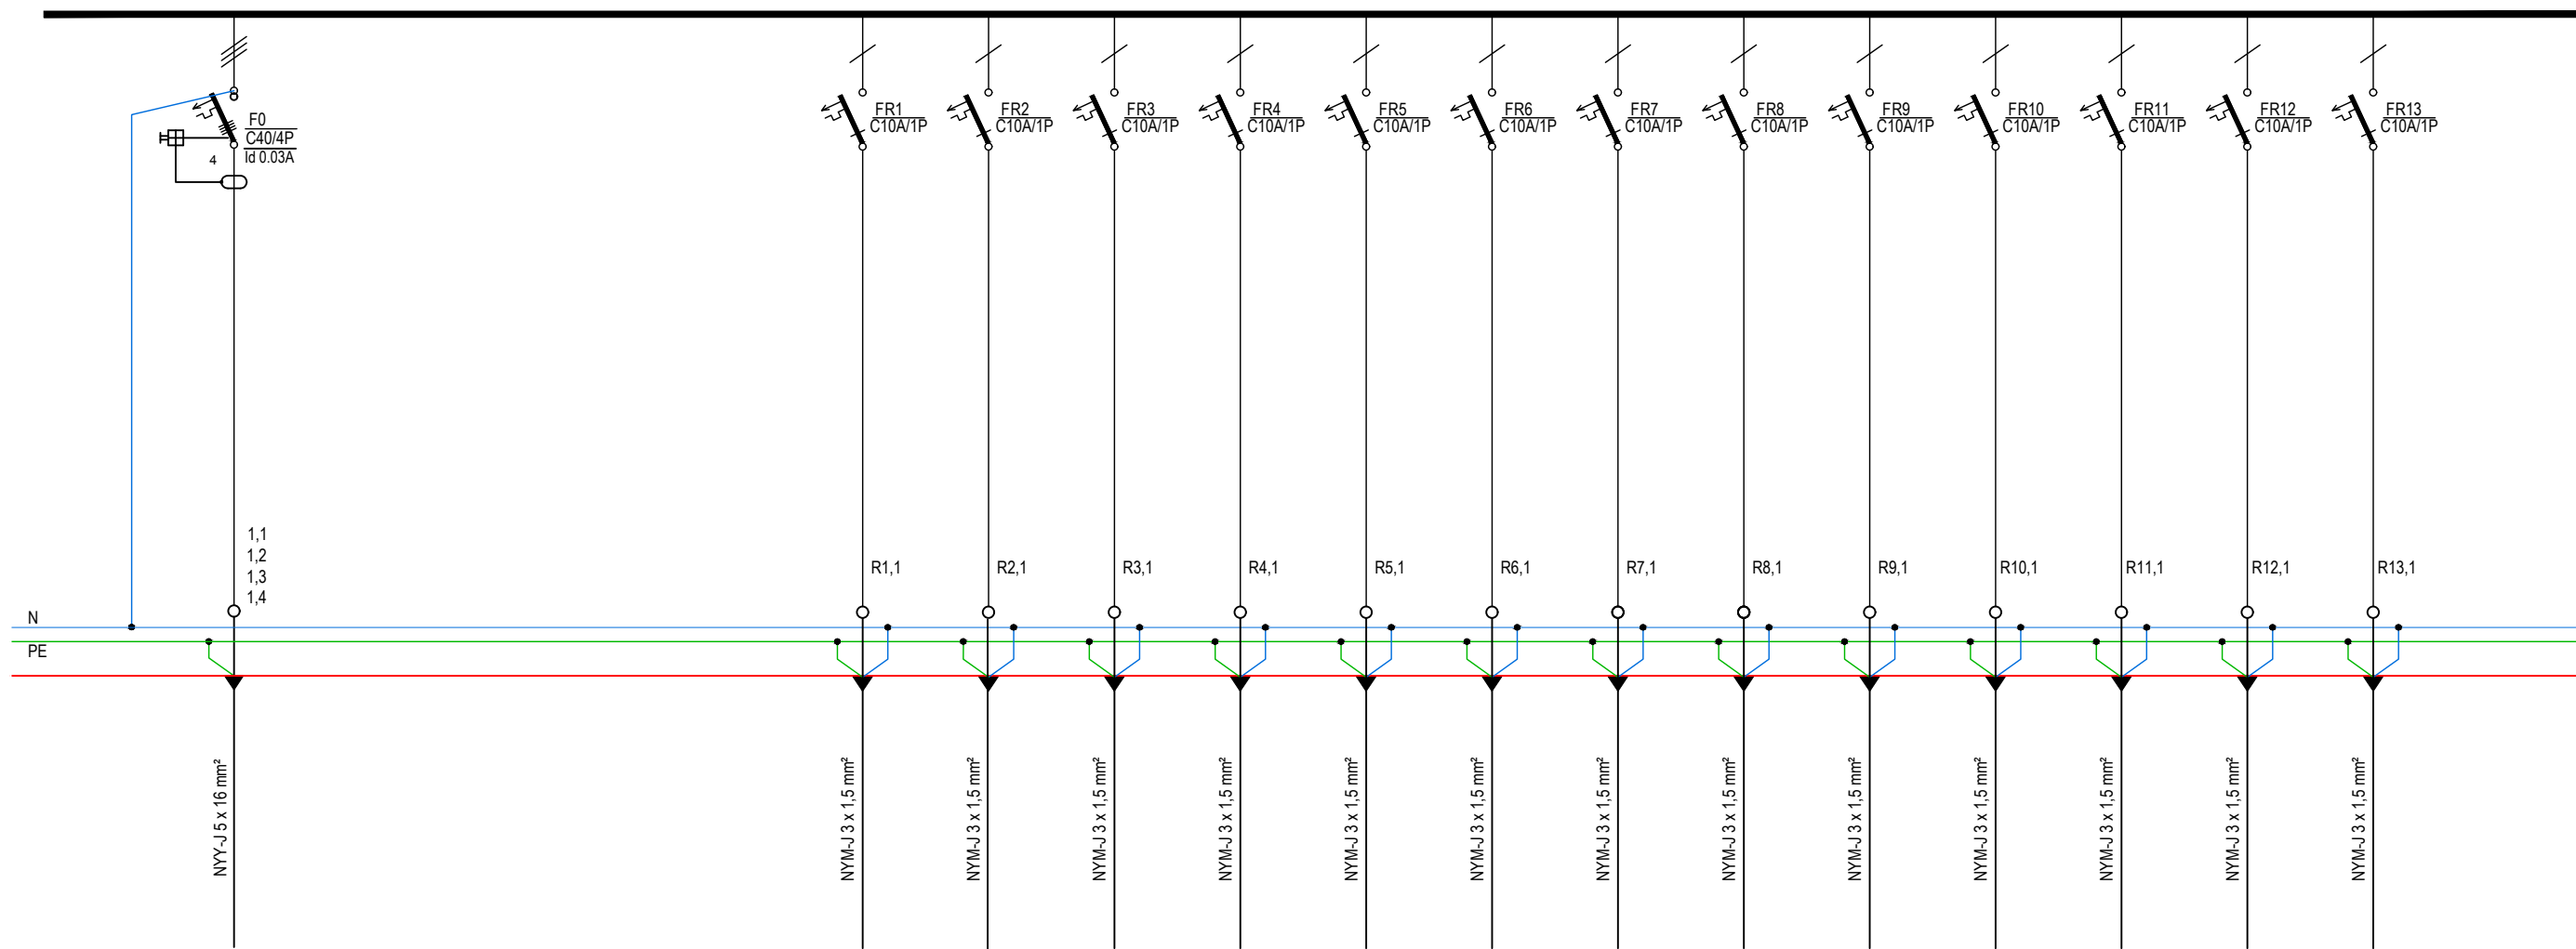 F0
C40/4P
Id 0.03A
4
FR1
C10A/1P
FR2
C10A/1P
FR3
C10A/1P
FR4
C10A/1P
FR5
C10A/1P
FR6
C10A/1P
FR7
C10A/1P
FR8
C10A/1P
FR9
C10A/1P
FR10
C10A/1P
FR11
C10A/1P
FR12
C10A/1P
FR13
C10A/1P
1,1
1,2
1,3
1,4
R1,1
R2,1
R3,1
R4,1
R5,1
R6,1
R7,1
R8,1
R9,1
R10,1
R11,1
R12,1
R13,1
N
PE
NYY-J 5 x 16 mm²
NYM-J 3 x 1,5 mm²
NYM-J 3 x 1,5 mm²
NYM-J 3 x 1,5 mm²
NYM-J 3 x 1,5 mm²
NYM-J 3 x 1,5 mm²
NYM-J 3 x 1,5 mm²
NYM-J 3 x 1,5 mm²
NYM-J 3 x 1,5 mm²
NYM-J 3 x 1,5 mm²
NYM-J 3 x 1,5 mm²
NYM-J 3 x 1,5 mm²
NYM-J 3 x 1,5 mm²
NYM-J 3 x 1,5 mm²